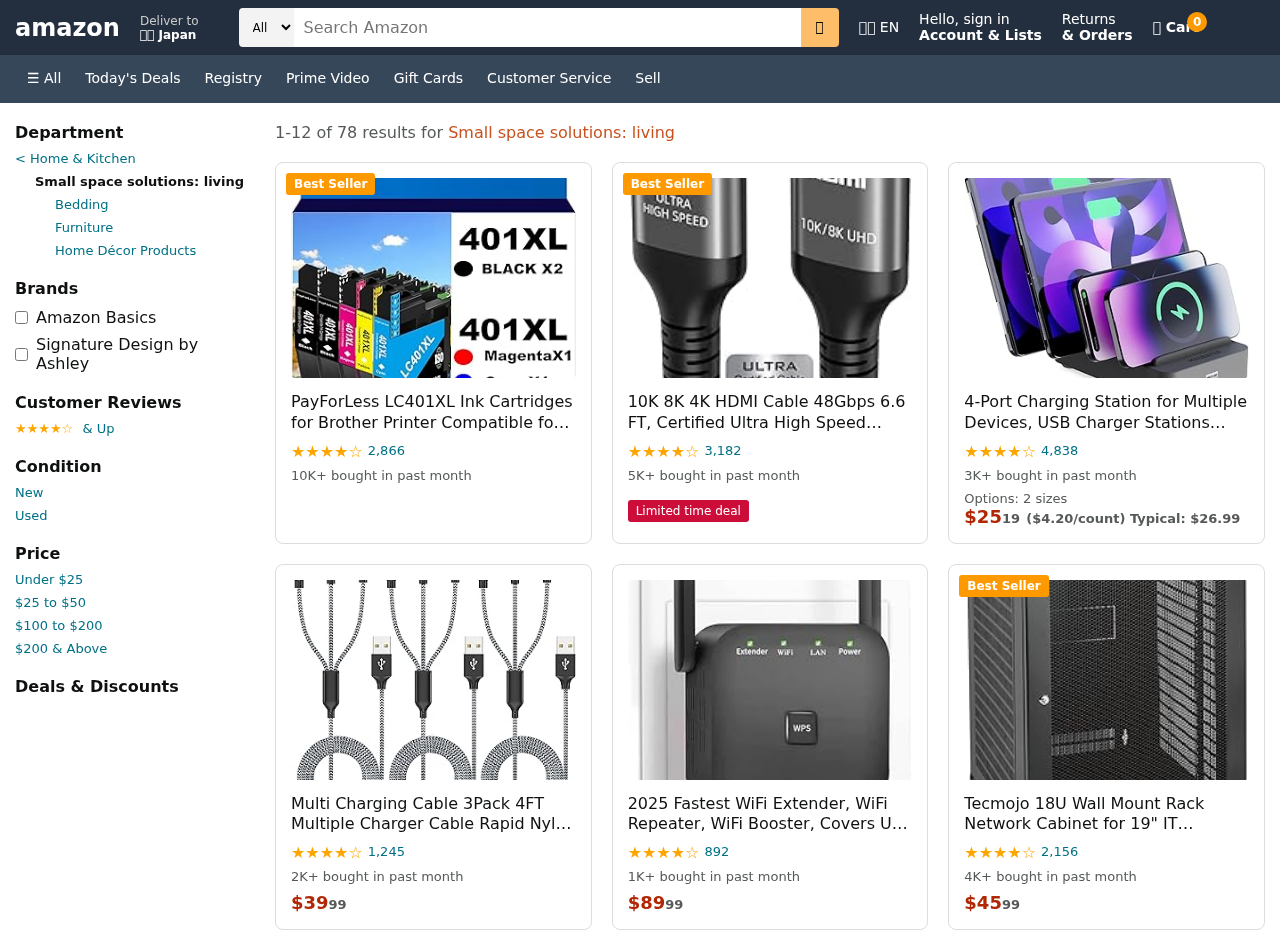 amazon
Deliver to
Japan
All
Search Amazon
EN
Hello, sign in
Account & Lists
Returns
& Orders
0
☰ All
Today's Deals
Registry
Prime Video
Gift Cards
Customer Service
Sell
Department
< Home & Kitchen
Small space solutions: living
Bedding
Furniture
Home Décor Products
Brands
Amazon Basics
Signature Design by
Ashley
Customer Reviews
★★★★☆ & Up
Condition
New
Used
Price
Under $25
$25 to $50
$100 to $200
$200 & Above
Deals & Discounts
1-12 of 78 results for Small space solutions: living
Best Seller
401XL
BLACK X2
401XL
MagentaX1
401XL
401XL
401XL
401XL
LC401XL
PayForLess LC401XL Ink Cartridges
for Brother Printer Compatible fo...
★★★★☆ 2,866
10K+ bought in past month
Best Seller
ULTRA
HIGH SPEED
10K/8K UHD
ULTRA
10K 8K 4K HDMI Cable 48Gbps 6.6
FT, Certified Ultra High Speed...
★★★★☆ 3,182
5K+ bought in past month
Limited time deal
4-Port Charging Station for Multiple
Devices, USB Charger Stations...
★★★★☆ 4,838
3K+ bought in past month
Options: 2 sizes
$25 19 ($4.20/count) Typical: $26.99
Multi Charging Cable 3Pack 4FT
Multiple Charger Cable Rapid Nyl...
★★★★☆ 1,245
2K+ bought in past month
$39 99
Extender WiFi LAN Power
WPS
2025 Fastest WiFi Extender, WiFi
Repeater, WiFi Booster, Covers U...
★★★★☆ 892
1K+ bought in past month
$89 99
Best Seller
Tecmojo 18U Wall Mount Rack
Network Cabinet for 19" IT...
★★★★☆ 2,156
4K+ bought in past month
$45 99